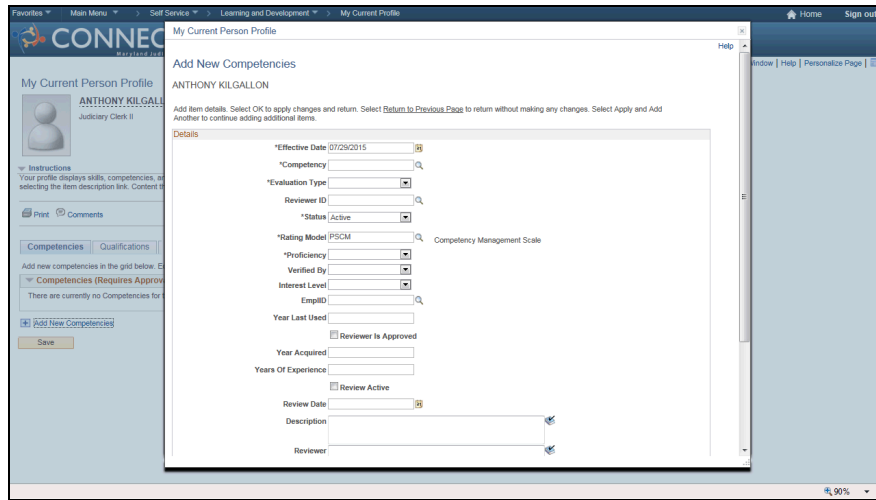 Favorites Main Menu > Self Service > Learning and Development > My Current Profile Home Sign out
CONNEC
Maryland Judi
My Current Person Profile
Help
Window | Help | Personalize Page |
Add New Competencies
My Current Person Profile
ANTHONY KILGALLON
ANTHONY KILGALL
Judiciary Clerk II
Add item details. Select OK to apply changes and return. Select Return to Previous Page to return without making any changes. Select Apply and Add
Another to continue adding additional items.
Details
*Effective Date 07/29/2015
*Competency
*Evaluation Type
Reviewer ID
*Status Active
*Rating Model PSCM Competency Management Scale
*Proficiency
Verified By
Interest Level
EmplID
Year Last Used
Reviewer Is Approved
Year Acquired
Years Of Experience
Review Active
Review Date
Description
Reviewer
Instructions
Your profile displays skills, competencies, an
selecting the item description link. Content th
Print Comments
Competencies Qualifications
Add new competencies in the grid below. E
Competencies (Requires Approv
There are currently no Competencies for t
Add New Competencies
Save
90%